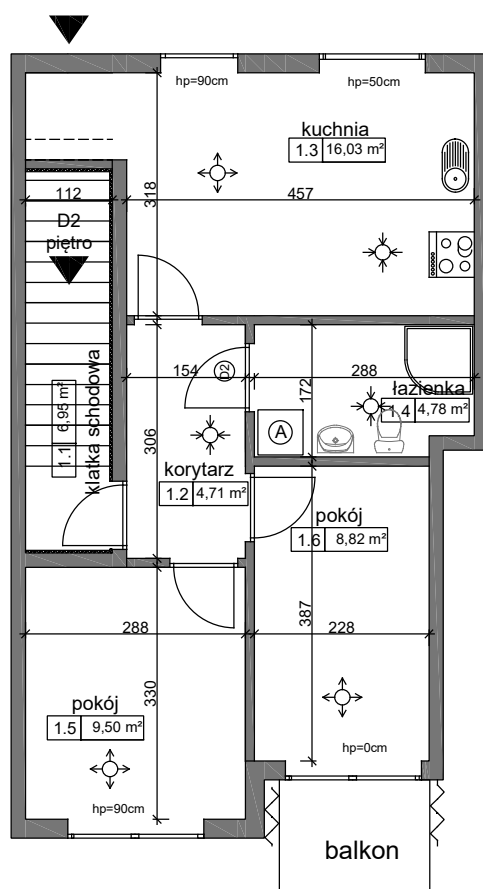 hp=90cm
hp=50cm
kuchnia
1.3 16,03 m²
112
457
318
D2
piętro
154
D2
172
288
łazienka
1.4 4,78 m²
klatka schodowa
1.1 6,95 m²
306
A
korytarz
1.2 4,71 m²
pokój
1.6 8,82 m²
288
387
228
330
pokój
1.5 9,50 m²
hp=0cm
hp=90cm
balkon